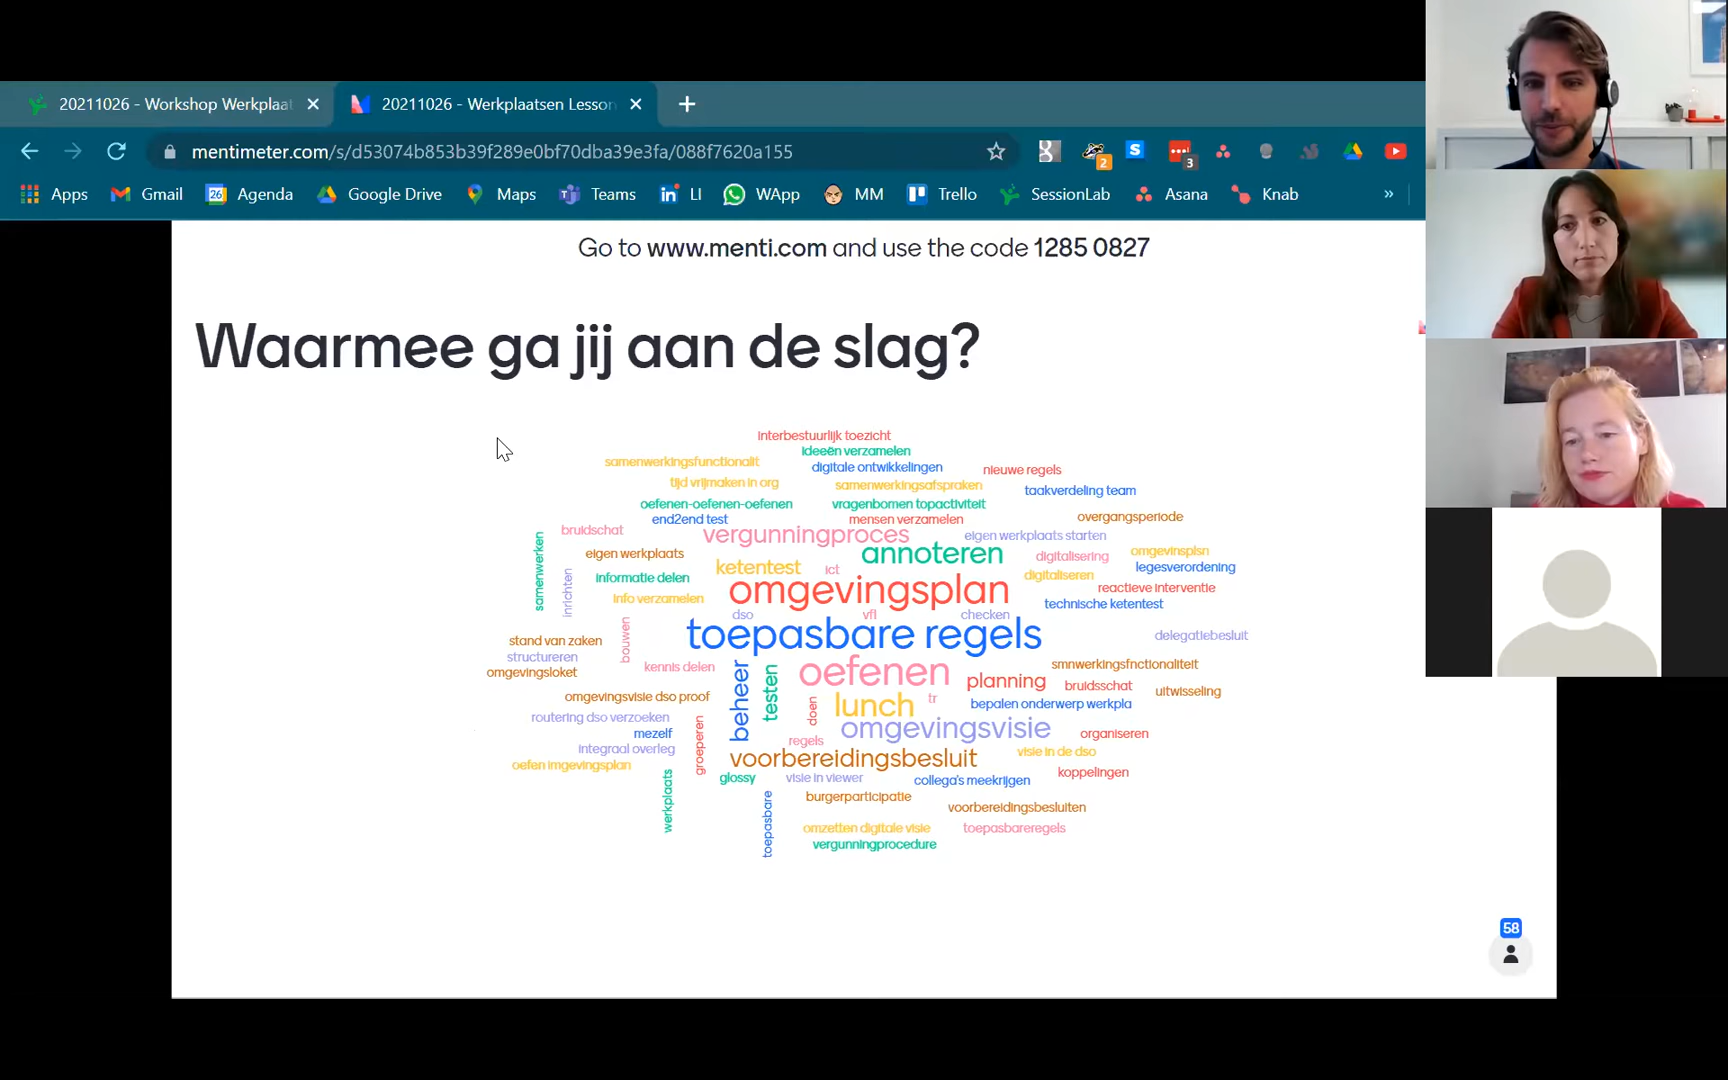 20211026 - Workshop Werkplaat
20211026 - Werkplaatsen Lesson
mentimeter.com/s/d53074b853b39f289e0bf70dba39e3fa/088f7620a155
2
S
3
Apps
Gmail
26
Agenda
Google Drive
Maps
Teams
LI
WApp
MM
Trello
SessionLab
Asana
Knab
»
Go to www.menti.com and use the code 1285 0827
Waarmee ga jij aan de slag?
interbestuurlijk toezicht
ideeën verzamelen
samenwerkingsfunctionalit
digitale ontwikkelingen
nieuwe regels
tijd vrijmaken in org
samenwerkingsafspraken
taakverdeling team
oefenen-oefenen-oefenen
vragenbomen topactiviteit
end2end test
mensen verzamelen
overgangsperiode
bruidschat
vergunningproces
eigen werkplaats starten
samenwerken
eigen werkplaats
annoteren
digitalisering
omgevinsplsn
ketentest
ict
legesverordening
inrichten
informatie delen
digitaliseren
omgevingsplan
reactieve interventie
info verzamelen
technische ketentest
dso
vfl
checken
toepasbare regels
delegatiebesluit
stand van zaken
bouwen
structureren
kennis delen
smnwerkingsfnctionaliteit
omgevingsloket
oefenen
planning
bruidsschat
uitwisseling
omgevingsvisie dso proof
beheer
testen
doen
lunch
tr
bepalen onderwerp werkpla
routering dso verzoeken
omgevingsvisie
mezelf
organiseren
integraal overleg
groeperen
regels
visie in de dso
oefen imgevingsplan
voorbereidingsbesluit
koppelingen
glossy
visie in viewer
collega's meekrijgen
werkplaats
toepasbare
burgerparticipatie
voorbereidingsbesluiten
omzetten digitale visie
toepasbareregels
vergunningprocedure
58